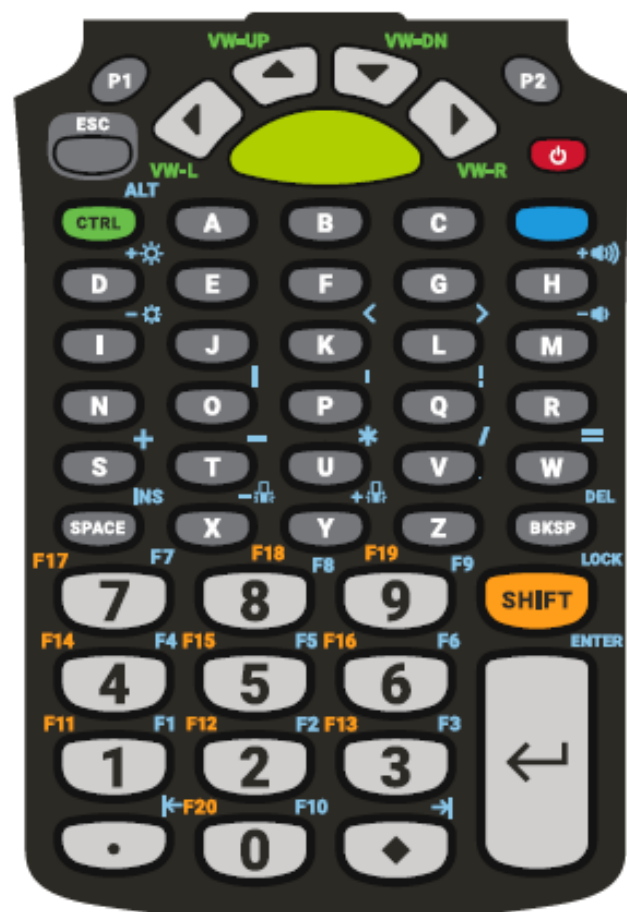 VW-UP VW-DN
P1 P2
ESC
VW-L VW-R
ALT
CTRL A B C
+ +
D E F G H
- < > -
I J K L M
| ' !
N O P Q R
+ - * / =
S T U V W
INS - + DEL
SPACE X Y Z BKSP
F17 F7 F18 F8 F19 F9 LOCK
7 8 9 SHIFT
F14 F4 F15 F5 F16 F6 ENTER
4 5 6
F11 F1 F12 F2 F13 F3
1 2 3
F20 F10
. 0